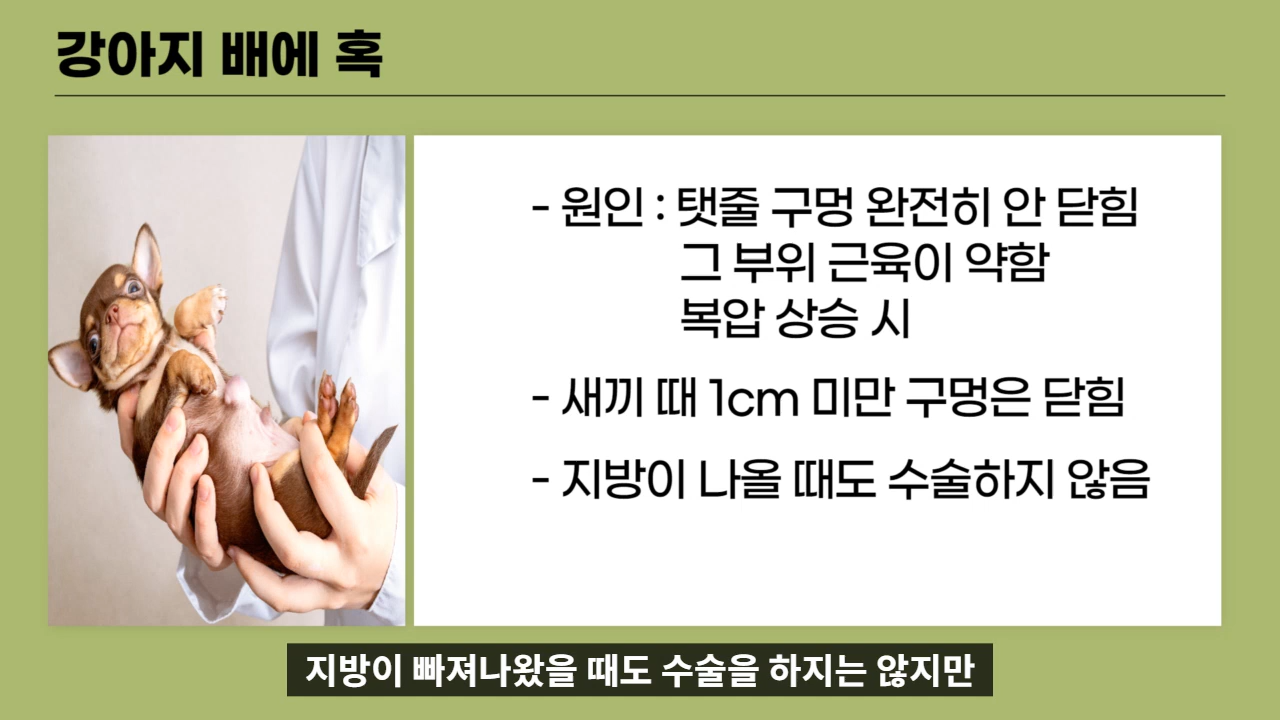 강아지 배에 혹
- 원인 : 탯줄 구멍 완전히 안 닫힘
그 부위 근육이 약함
복압 상승 시
- 새끼 때 1cm 미만 구멍은 닫힘
- 지방이 나올 때도 수술하지 않음
지방이 빠져나왔을 때도 수술을 하지는 않지만